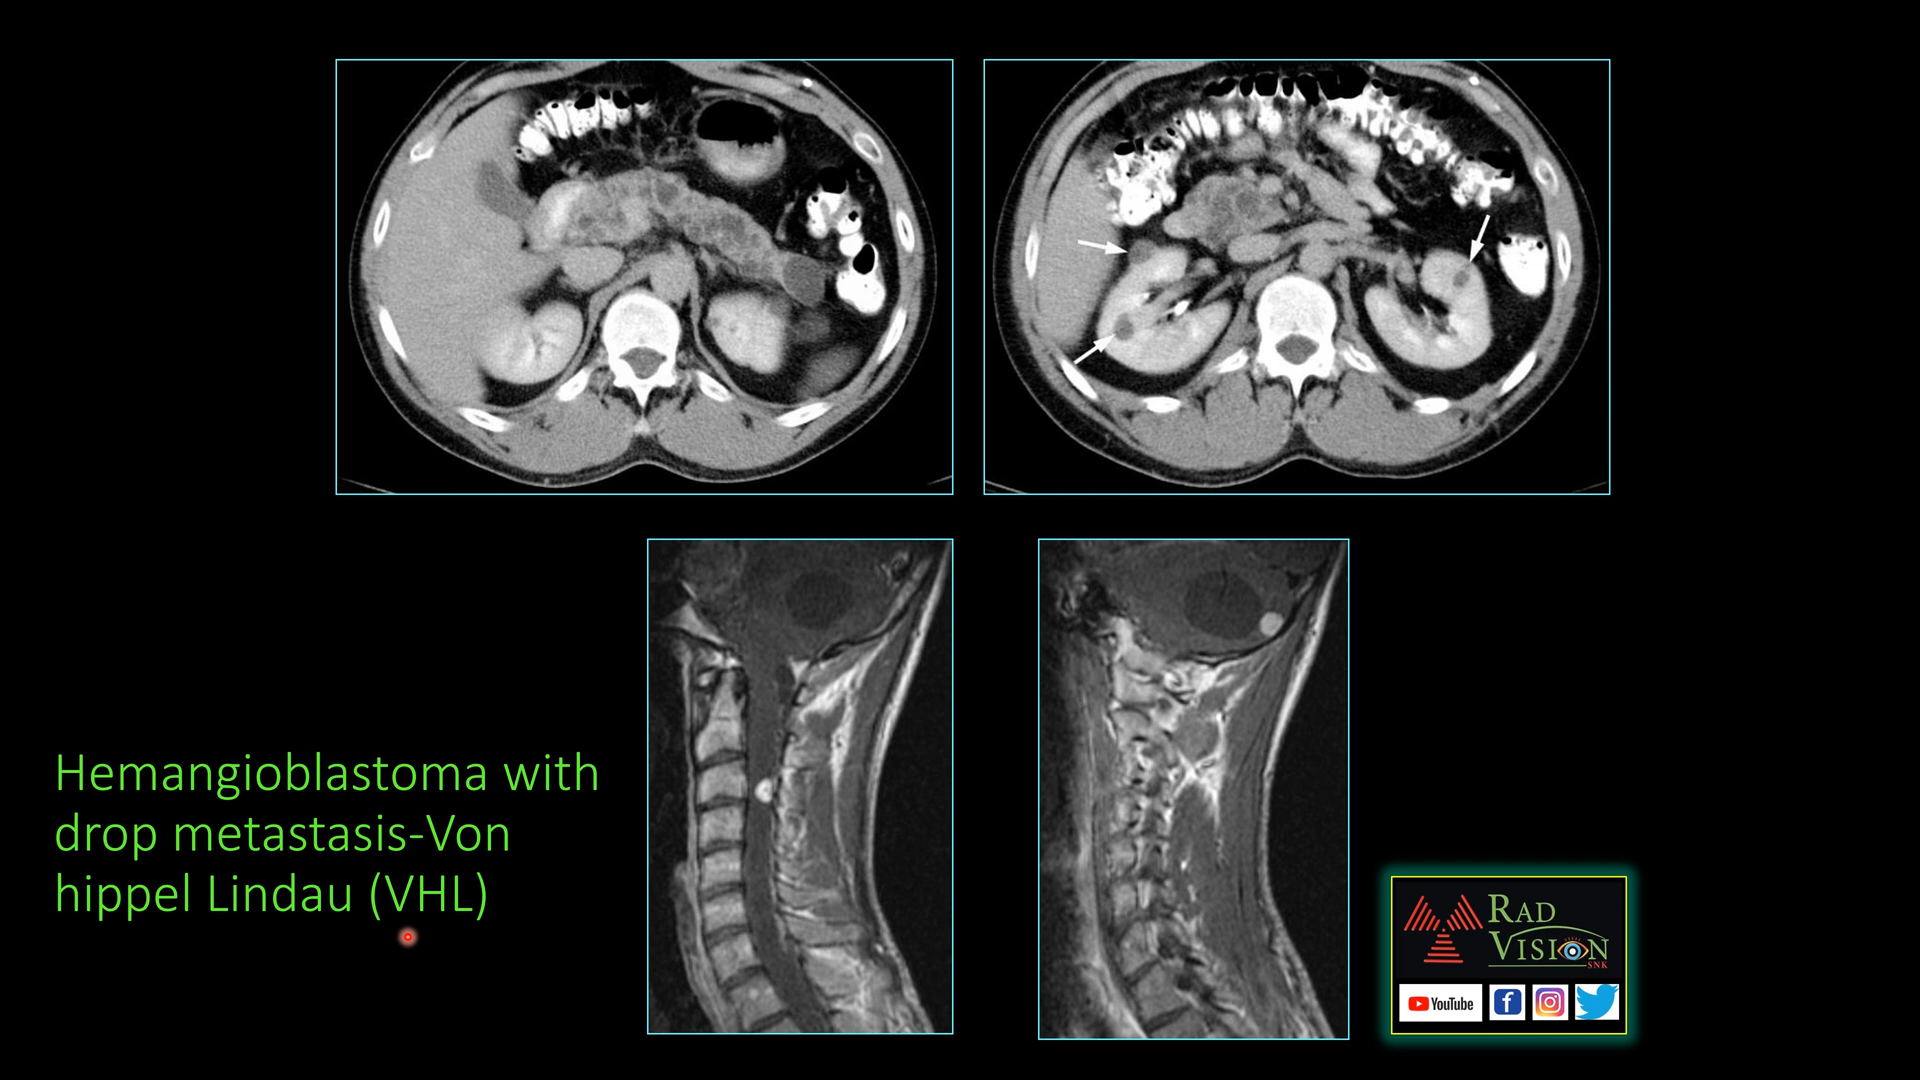 Hemangioblastoma with
drop metastasis-Von
hippel Lindau (VHL)
RAD
VISION
SNK
YouTube